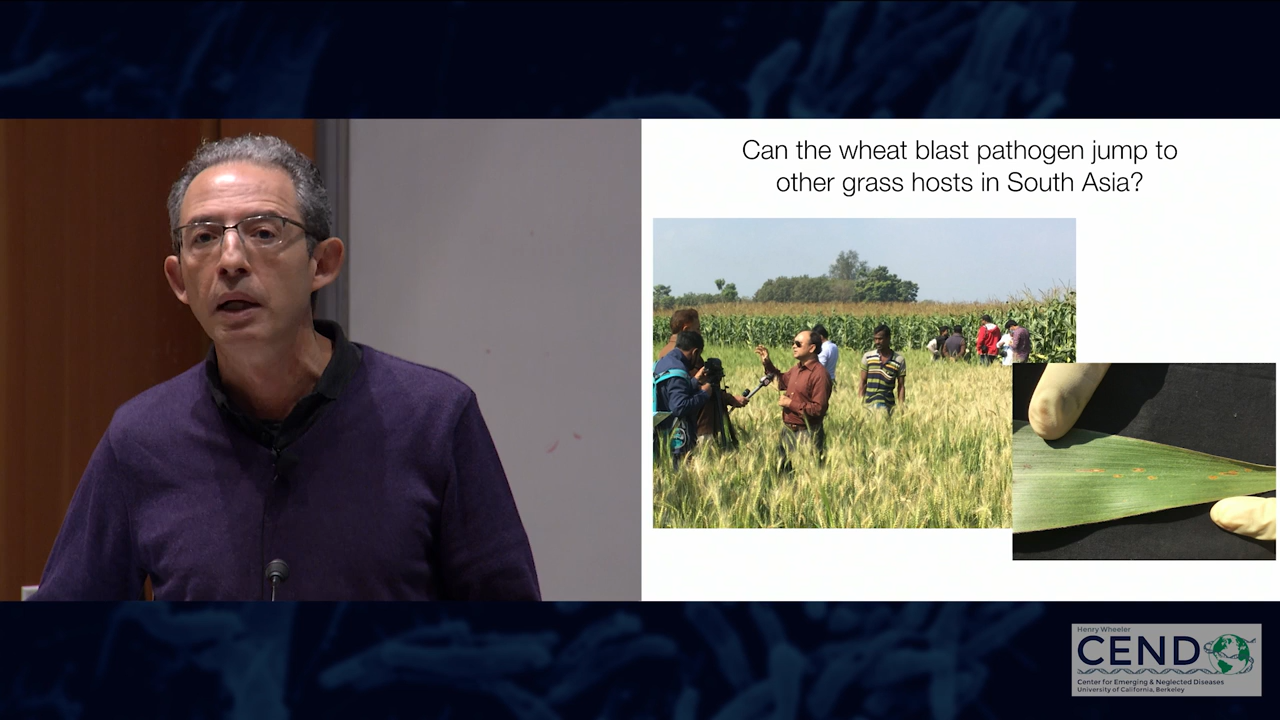 Can the wheat blast pathogen jump to
other grass hosts in South Asia?
Henry Wheeler
CEND
Center for Emerging & Neglected Diseases
University of California, Berkeley